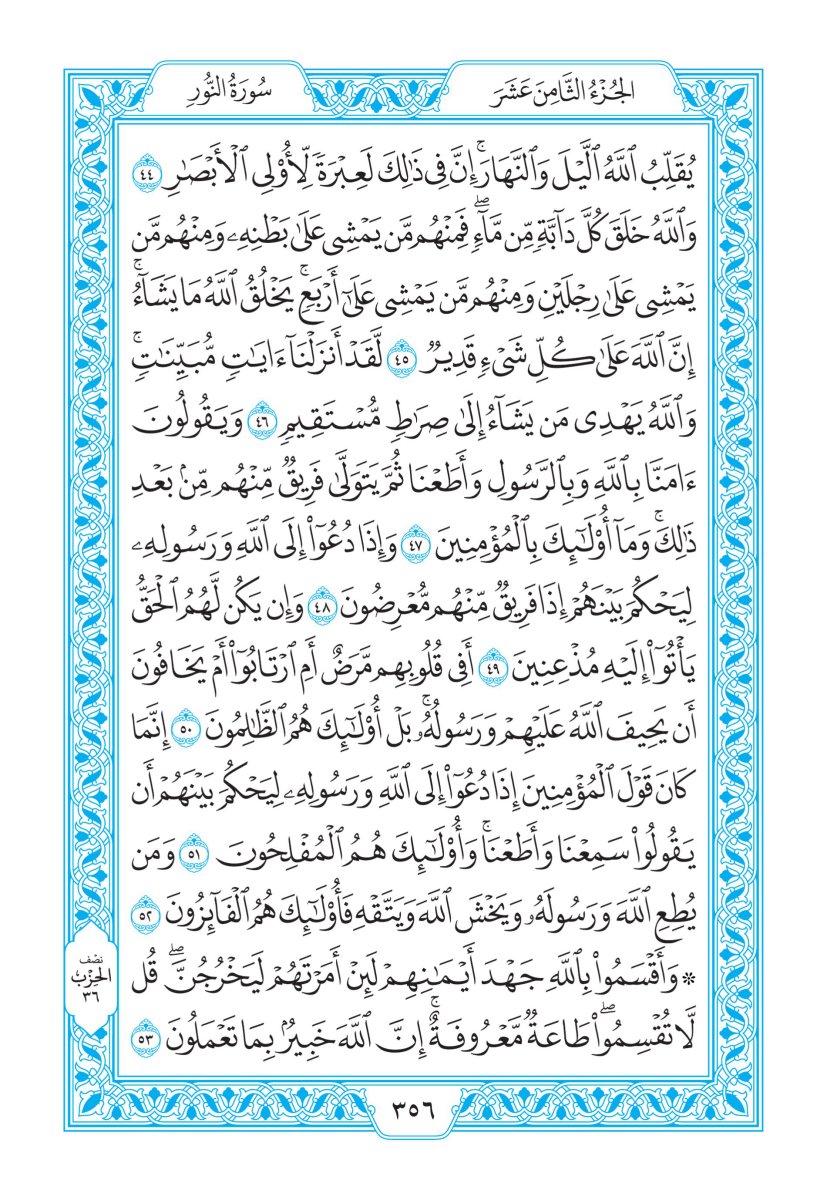 الجُزْءُ الثَّامِنَ عَشَرَ
سُورَةُ النُّورِ
يُقَلِّبُ ٱللَّهُ ٱلَّيْلَ وَٱلنَّهَارَۚ إِنَّ فِى ذَٰلِكَ لَعِبْرَةً لِّأُو۟لِى ٱلْأَبْصَٰرِ ٤٤
وَٱللَّهُ خَلَقَ كُلَّ دَآبَّةٍ مِّن مَّآءٍۖ فَمِنْهُم مَّن يَمْشِى عَلَىٰ بَطْنِهِۦ وَمِنْهُم مَّن
يَمْشِى عَلَىٰ رِجْلَيْنِ وَمِنْهُم مَّن يَمْشِى عَلَىٰٓ أَرْبَعٍۚ يَخْلُقُ ٱللَّهُ مَا يَشَآءُۚ
إِنَّ ٱللَّهَ عَلَىٰ كُلِّ شَىْءٍ قَدِيرٌ ٤٥ لَّقَدْ أَنزَلْنَآ ءَايَٰتٍ مُّبَيِّنَٰتٍۚ
وَٱللَّهُ يَهْدِى مَن يَشَآءُ إِلَىٰ صِرَٰطٍ مُّسْتَقِيمٍ ٤٦ وَيَقُولُونَ
ءَامَنَّا بِٱللَّهِ وَبِٱلرَّسُولِ وَأَطَعْنَا ثُمَّ يَتَوَلَّىٰ فَرِيقٌ مِّنْهُم مِّنۢ بَعْدِ
ذَٰلِكَۚ وَمَآ أُو۟لَٰٓئِكَ بِٱلْمُؤْمِنِينَ ٤٧ وَإِذَا دُعُوٓا۟ إِلَى ٱللَّهِ وَرَسُولِهِۦ
لِيَحْكُمَ بَيْنَهُمْ إِذَا فَرِيقٌ مِّنْهُم مُّعْرِضُونَ ٤٨ وَإِن يَكُن لَّهُمُ ٱلْحَقُّ
يَأْتُوٓا۟ إِلَيْهِ مُذْعِنِينَ ٤٩ أَفِى قُلُوبِهِم مَّرَضٌ أَمِ ٱرْتَابُوٓا۟ أَمْ يَخَافُونَ
أَن يَحِيفَ ٱللَّهُ عَلَيْهِمْ وَرَسُولُهُۥۚ بَلْ أُو۟لَٰٓئِكَ هُمُ ٱلظَّٰلِمُونَ ٥٠ إِنَّمَا
كَانَ قَوْلَ ٱلْمُؤْمِنِينَ إِذَا دُعُوٓا۟ إِلَى ٱللَّهِ وَرَسُولِهِۦ لِيَحْكُمَ بَيْنَهُمْ أَن
يَقُولُوا۟ سَمِعْنَا وَأَطَعْنَاۚ وَأُو۟لَٰٓئِكَ هُمُ ٱلْمُفْلِحُونَ ٥١ وَمَن
يُطِعِ ٱللَّهَ وَرَسُولَهُۥ وَيَخْشَ ٱللَّهَ وَيَتَّقْهِ فَأُو۟لَٰٓئِكَ هُمُ ٱلْفَآئِزُونَ ٥٢
۞ وَأَقْسَمُوا۟ بِٱللَّهِ جَهْدَ أَيْمَٰنِهِمْ لَئِنْ أَمَرْتَهُمْ لَيَخْرُجُنَّۖ قُل
لَّا تُقْسِمُوا۟ۖ طَاعَةٌ مَّعْرُوفَةٌۚ إِنَّ ٱللَّهَ خَبِيرٌۢ بِمَا تَعْمَلُونَ ٥٣
نصف
الحزب
٣٦
٣٥٦